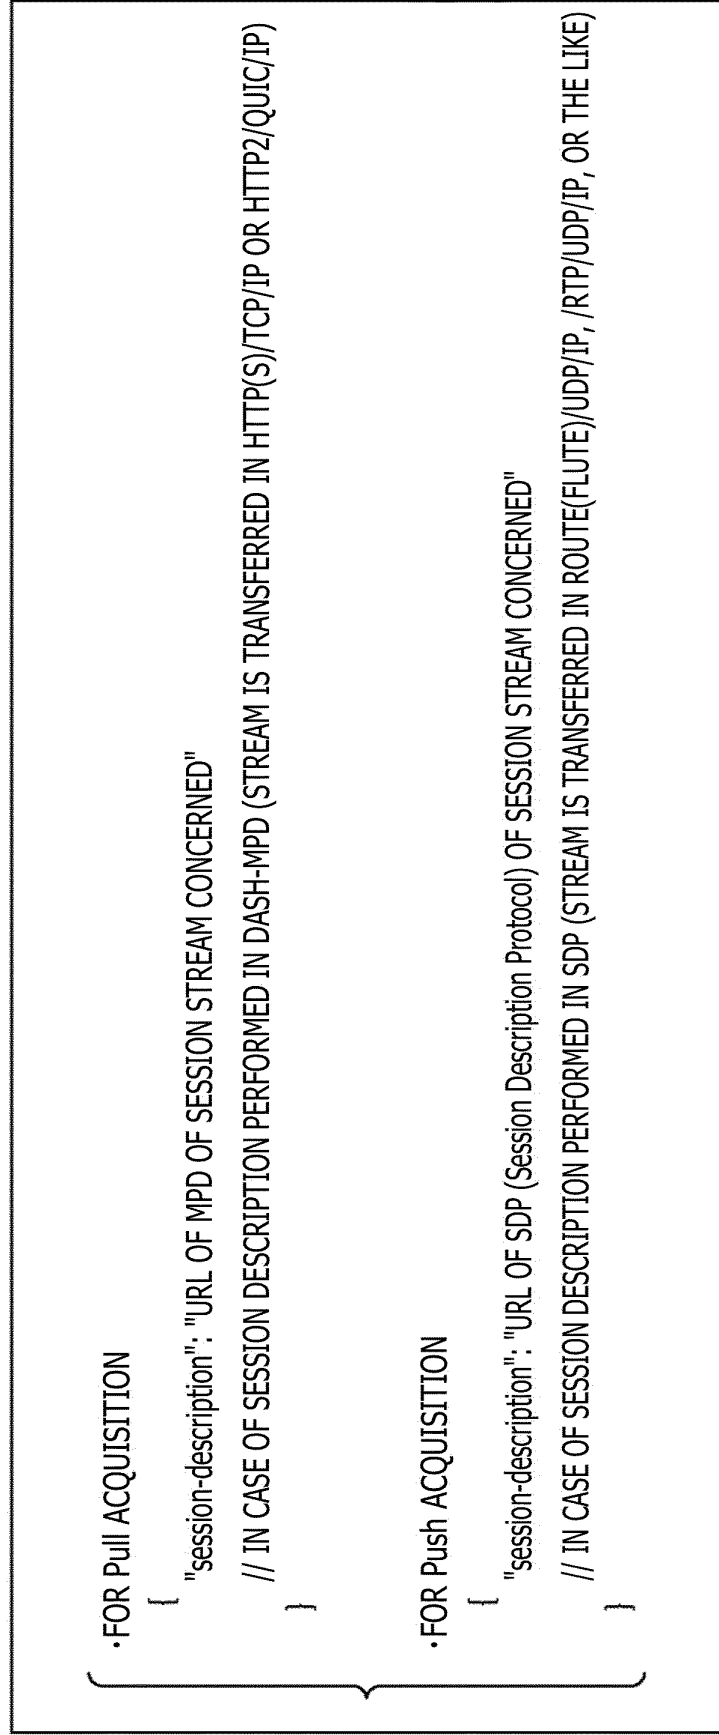 ·FOR Pull ACQUISITION
{
"session-description": "URL OF MPD OF SESSION STREAM CONCERNED"
// IN CASE OF SESSION DESCRIPTION PERFORMED IN DASH-MPD (STREAM IS TRANSFERRED IN HTTP(S)/TCP/IP OR HTTP2/QUIC/IP)
}
·FOR Push ACQUISITION
{
"session-description": "URL OF SDP (Session Description Protocol) OF SESSION STREAM CONCERNED"
// IN CASE OF SESSION DESCRIPTION PERFORMED IN SDP (STREAM IS TRANSFERRED IN ROUTE(FLUTE)/UDP/IP, /RTP/UDP/IP, OR THE LIKE)
}